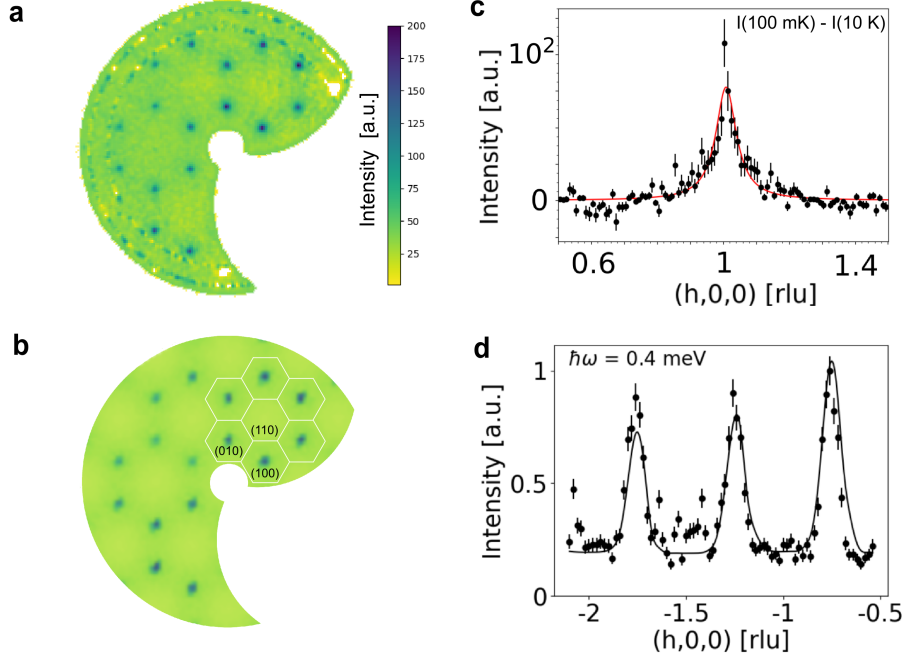 a
200
175
150
125
100
75
50
25
Intensity [a.u.]
b
(110)
(010)
(100)
c
I(100 mK) - I(10 K)
10²
0
Intensity [a.u.]
0.6 1 1.4
(h,0,0) [rlu]
d
ℏω = 0.4 meV
1
0.5
0
Intensity [a.u.]
-2 -1.5 -1 -0.5
(h,0,0) [rlu]